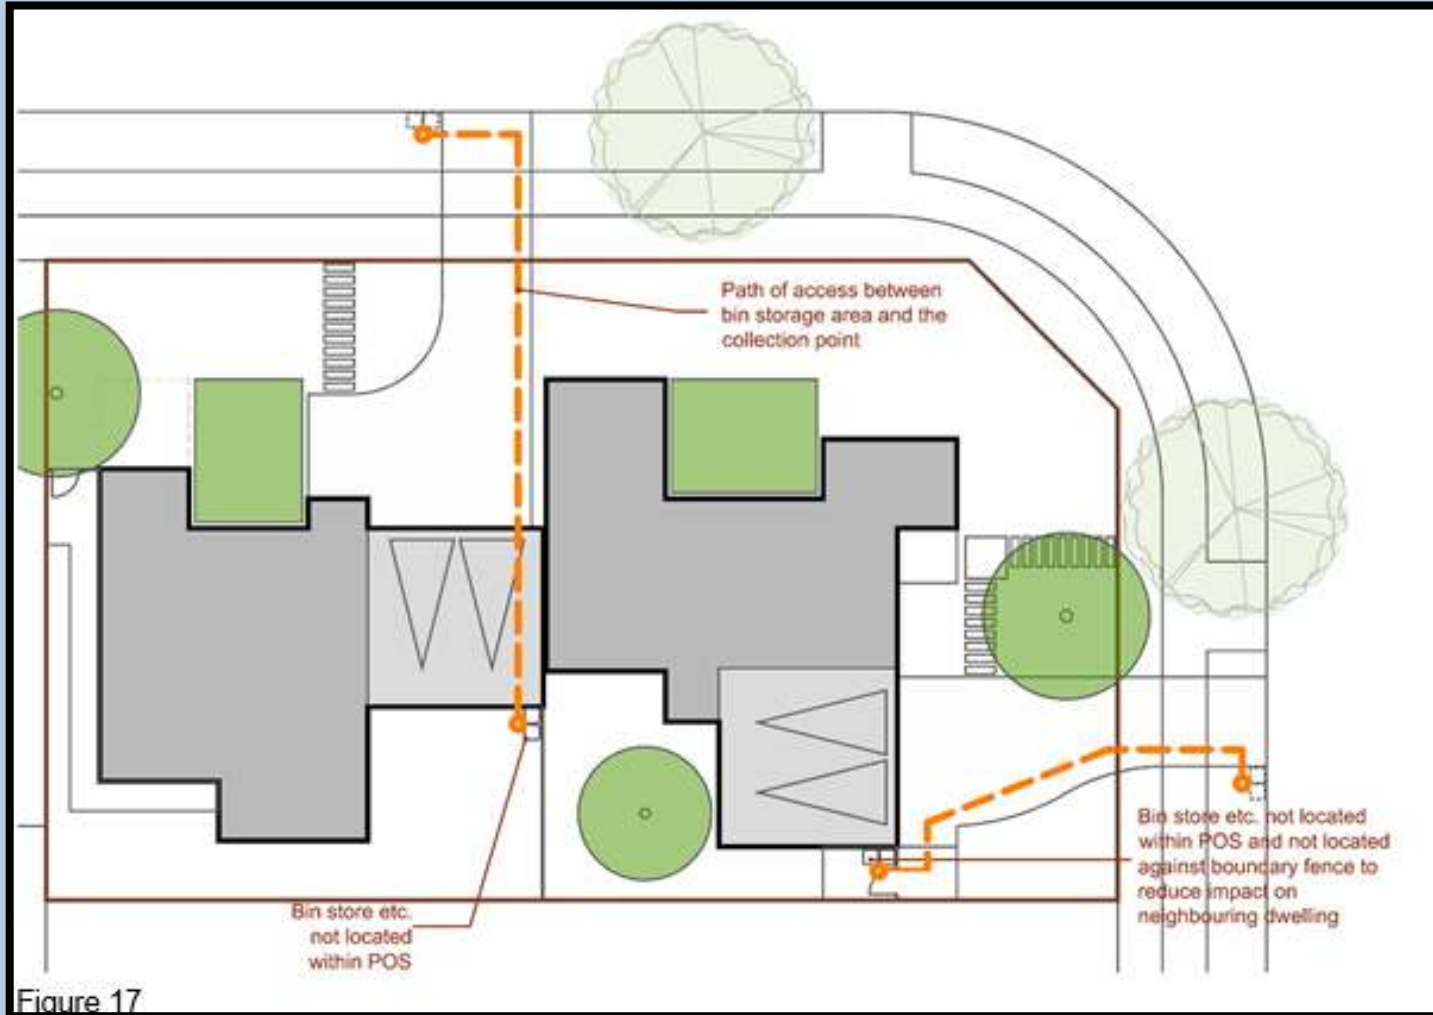 Path of access between
bin storage area and the
collection point
Bin store etc. not located
within POS and not located
against boundary fence to
reduce impact on
neighbouring dwelling
Bin store etc.
not located
within POS
Figure 17